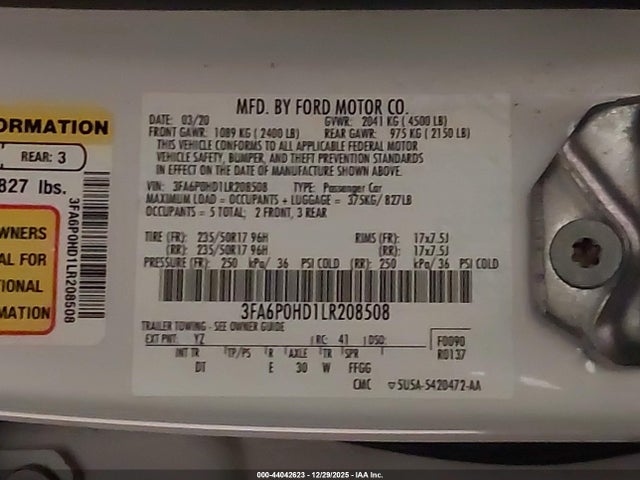 ORMATION
REAR: 3
827 lbs.
WNERS
AL FOR
TIONAL
MATION
3FA6P0HD1LR208508
MFD. BY FORD MOTOR CO.
DATE: 03/20 GVWR: 2041 KG (4500 LB)
FRONT GAWR: 1089 KG (2400 LB) REAR GAWR: 975 KG (2150 LB)
THIS VEHICLE CONFORMS TO ALL APPLICABLE FEDERAL MOTOR
VEHICLE SAFETY, BUMPER, AND THEFT PREVENTION STANDARDS
IN EFFECT ON THE DATE OF MANUFACTURE SHOWN ABOVE.
VIN: 3FA6P0HD1LR208508 TYPE: Passenger Car
MAXIMUM LOAD = OCCUPANTS + LUGGAGE = 375KG/827LB
OCCUPANTS = 5 TOTAL; 2 FRONT, 3 REAR
TIRE (FR): 235/50R17 96H RIMS (FR): 17x7.5J
(RR): 235/50R17 96H (RR): 17x7.5J
PRESSURE (FR): 250 kPa/ 36 PSI COLD (RR): 250 kPa/ 36 PSI COLD
3FA6P0HD1LR208508
TRAILER TOWING - SEE OWNER GUIDE
EXT PNT: YZ RC: 41 DSO: F0090
INT TR TP/PS R AXLE TR SPR R0137
DT E 30 W FFGG
CMC 5USA-5420472-AA
000-44042623 - 12/29/2025 - IAA Inc.